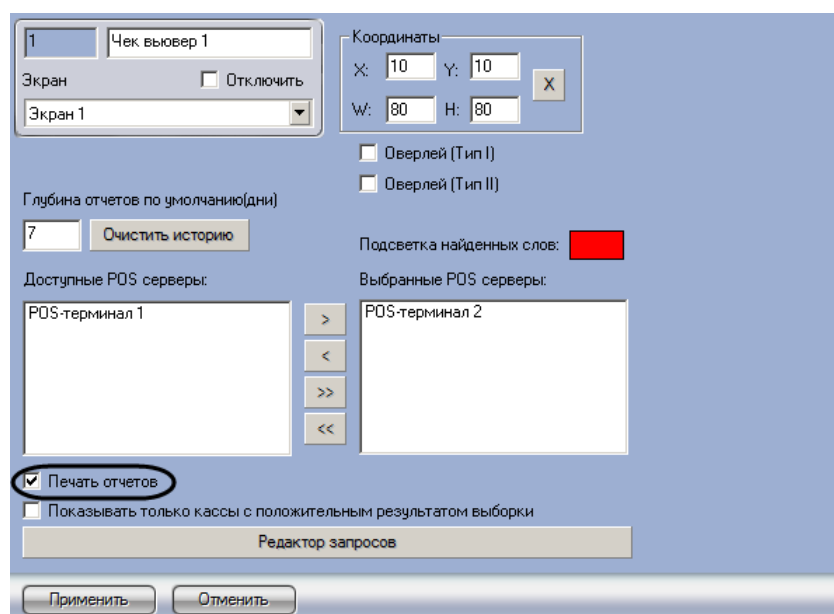 1 Чек вьювер 1
Экран Отключить
Экран 1
Координаты
X: 10 Y: 10 X
W: 80 H: 80
Оверлей (Тип I)
Оверлей (Тип II)
Глубина отчетов по умолчанию(дни)
7 Очистить историю
Подсветка найденных слов:
Доступные POS серверы: Выбранные POS серверы:
POS-терминал 1 POS-терминал 2
>
<
>>
<<
Печать отчетов
Показывать только кассы с положительным результатом выборки
Редактор запросов
Применить Отменить